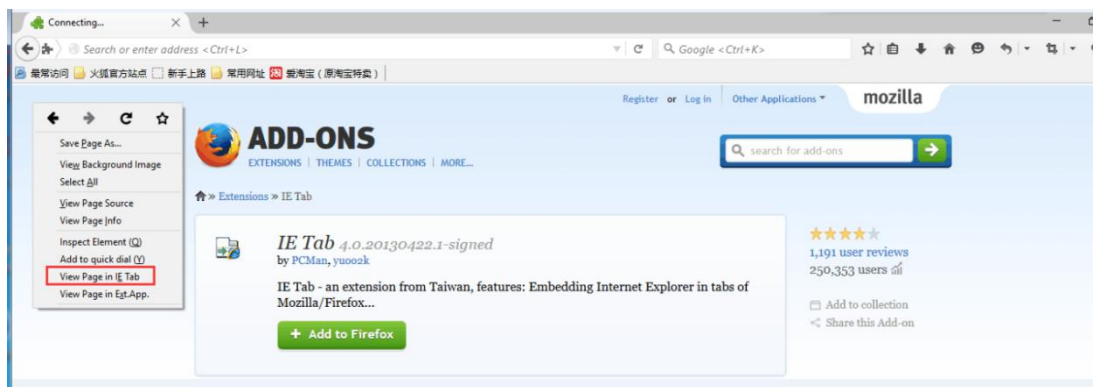 Connecting...
Search or enter address <Ctrl+L>
Google <Ctrl+K>
最常访问 火狐官方站点 新手上路 常用网址 爱淘宝（原淘宝特卖）
Register or Log in Other Applications mozilla
Save Page As...
View Background Image
Select All
View Page Source
View Page Info
Inspect Element (Q)
Add to quick dial (Y)
View Page in IE Tab
View Page in Ext.App.
ADD-ONS
EXTENSIONS | THEMES | COLLECTIONS | MORE...
search for add-ons
» Extensions » IE Tab
IE Tab 4.0.20130422.1-signed
by PCMan, yuoo2k
IE Tab - an extension from Taiwan, features: Embedding Internet Explorer in tabs of
Mozilla/Firefox...
+ Add to Firefox
1,191 user reviews
250,353 users
Add to collection
Share this Add-on